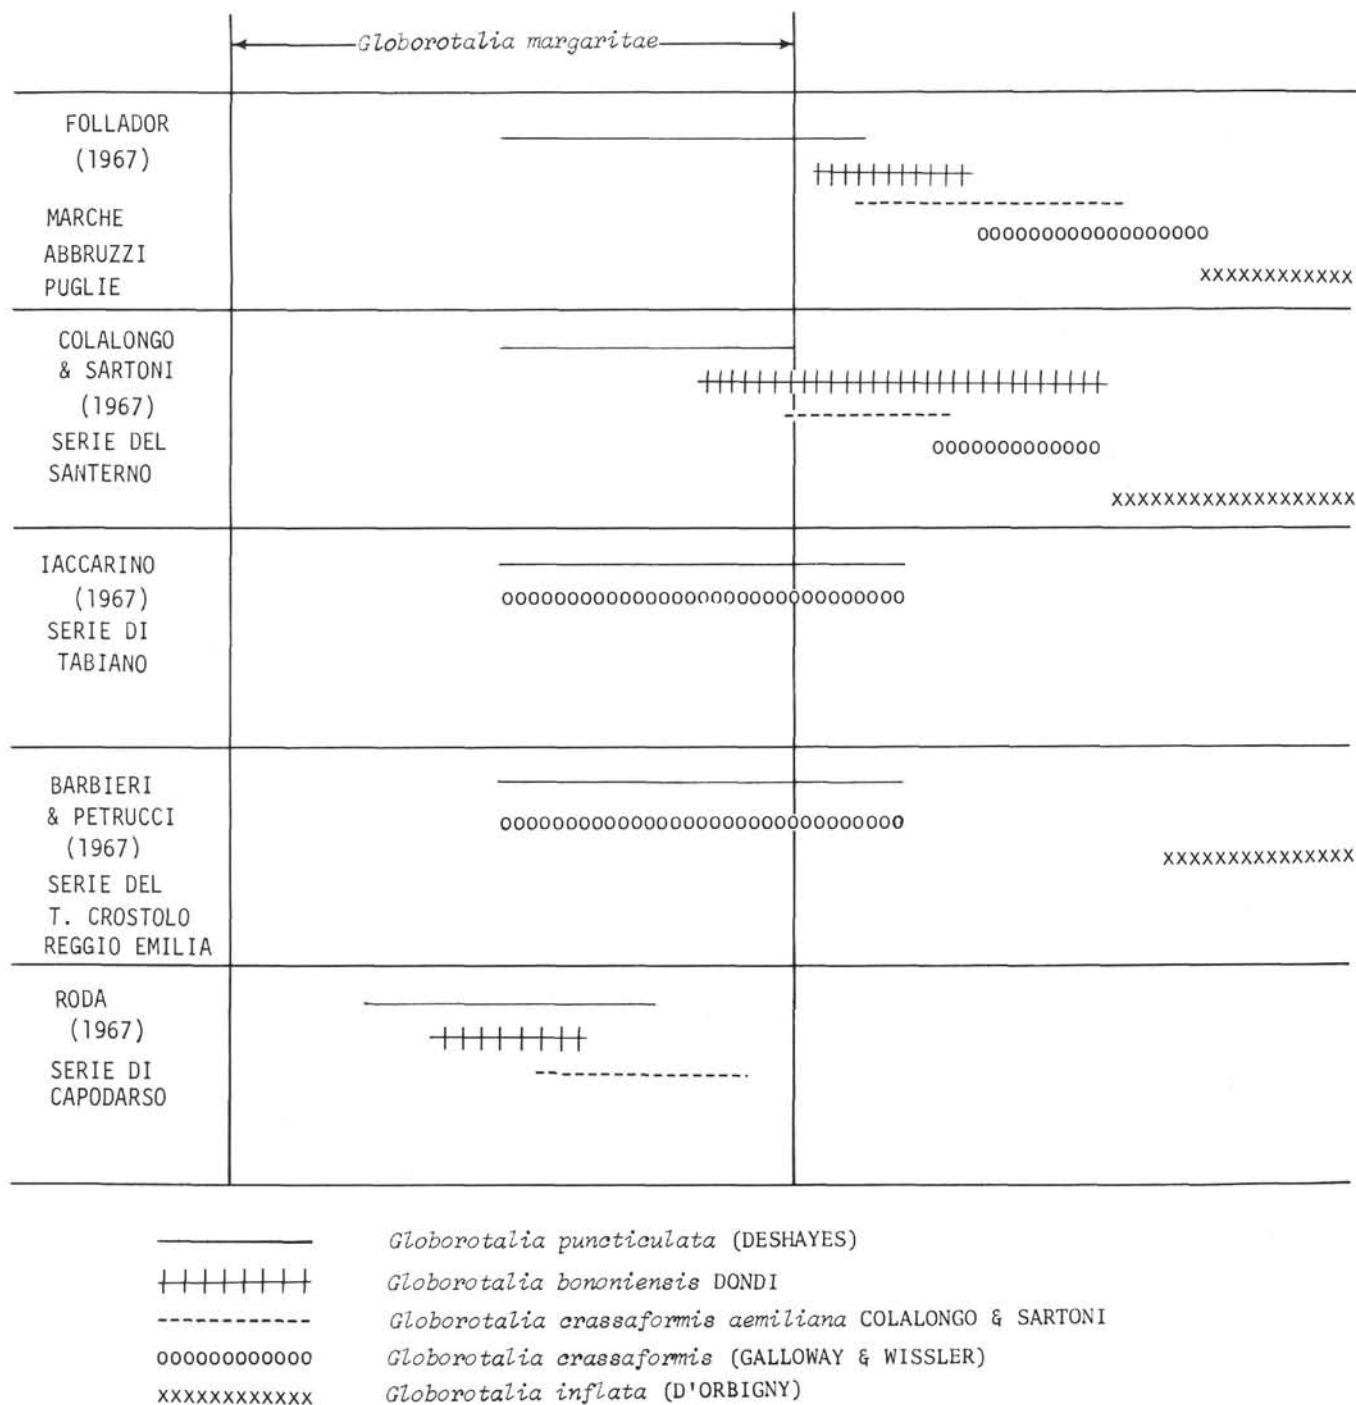 Globorotalia margaritae
FOLLADOR
(1967)
MARCHE
ABBRUZZI
PUGLIE
COLALONGO
& SARTONI
(1967)
SERIE DEL
SANTERNO
IACCARINO
(1967)
SERIE DI
TABIANO
BARBIERI
& PETRUCCI
(1967)
SERIE DEL
T. CROSTOLO
REGGIO EMILIA
RODA
(1967)
SERIE DI
CAPODARSO
Globorotalia puncticulata (DESHAYES)
Globorotalia bononiensis DONDI
Globorotalia crassaformis aemiliana COLALONGO & SARTONI
Globorotalia crassaformis (GALLOWAY & WISSLER)
Globorotalia inflata (D'ORBIGNY)